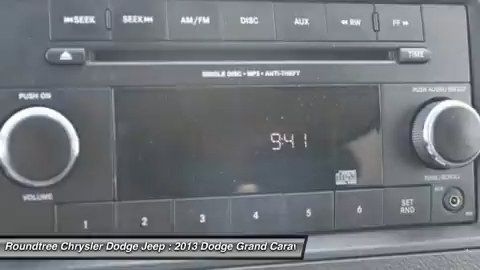 SEEK SEEK AM/FM DISC AUX RW FF
TIME
SINGLE DISC • MP3 • ANTI-THEFT
PUSH ON
PUSH AUDIO/SELECT
9:41
VOLUME
TUNE/SCROLL
1 2 3 4 5 6 SET
RND
AUX
Roundtree Chrysler Dodge Jeep : 2013 Dodge Grand Carav